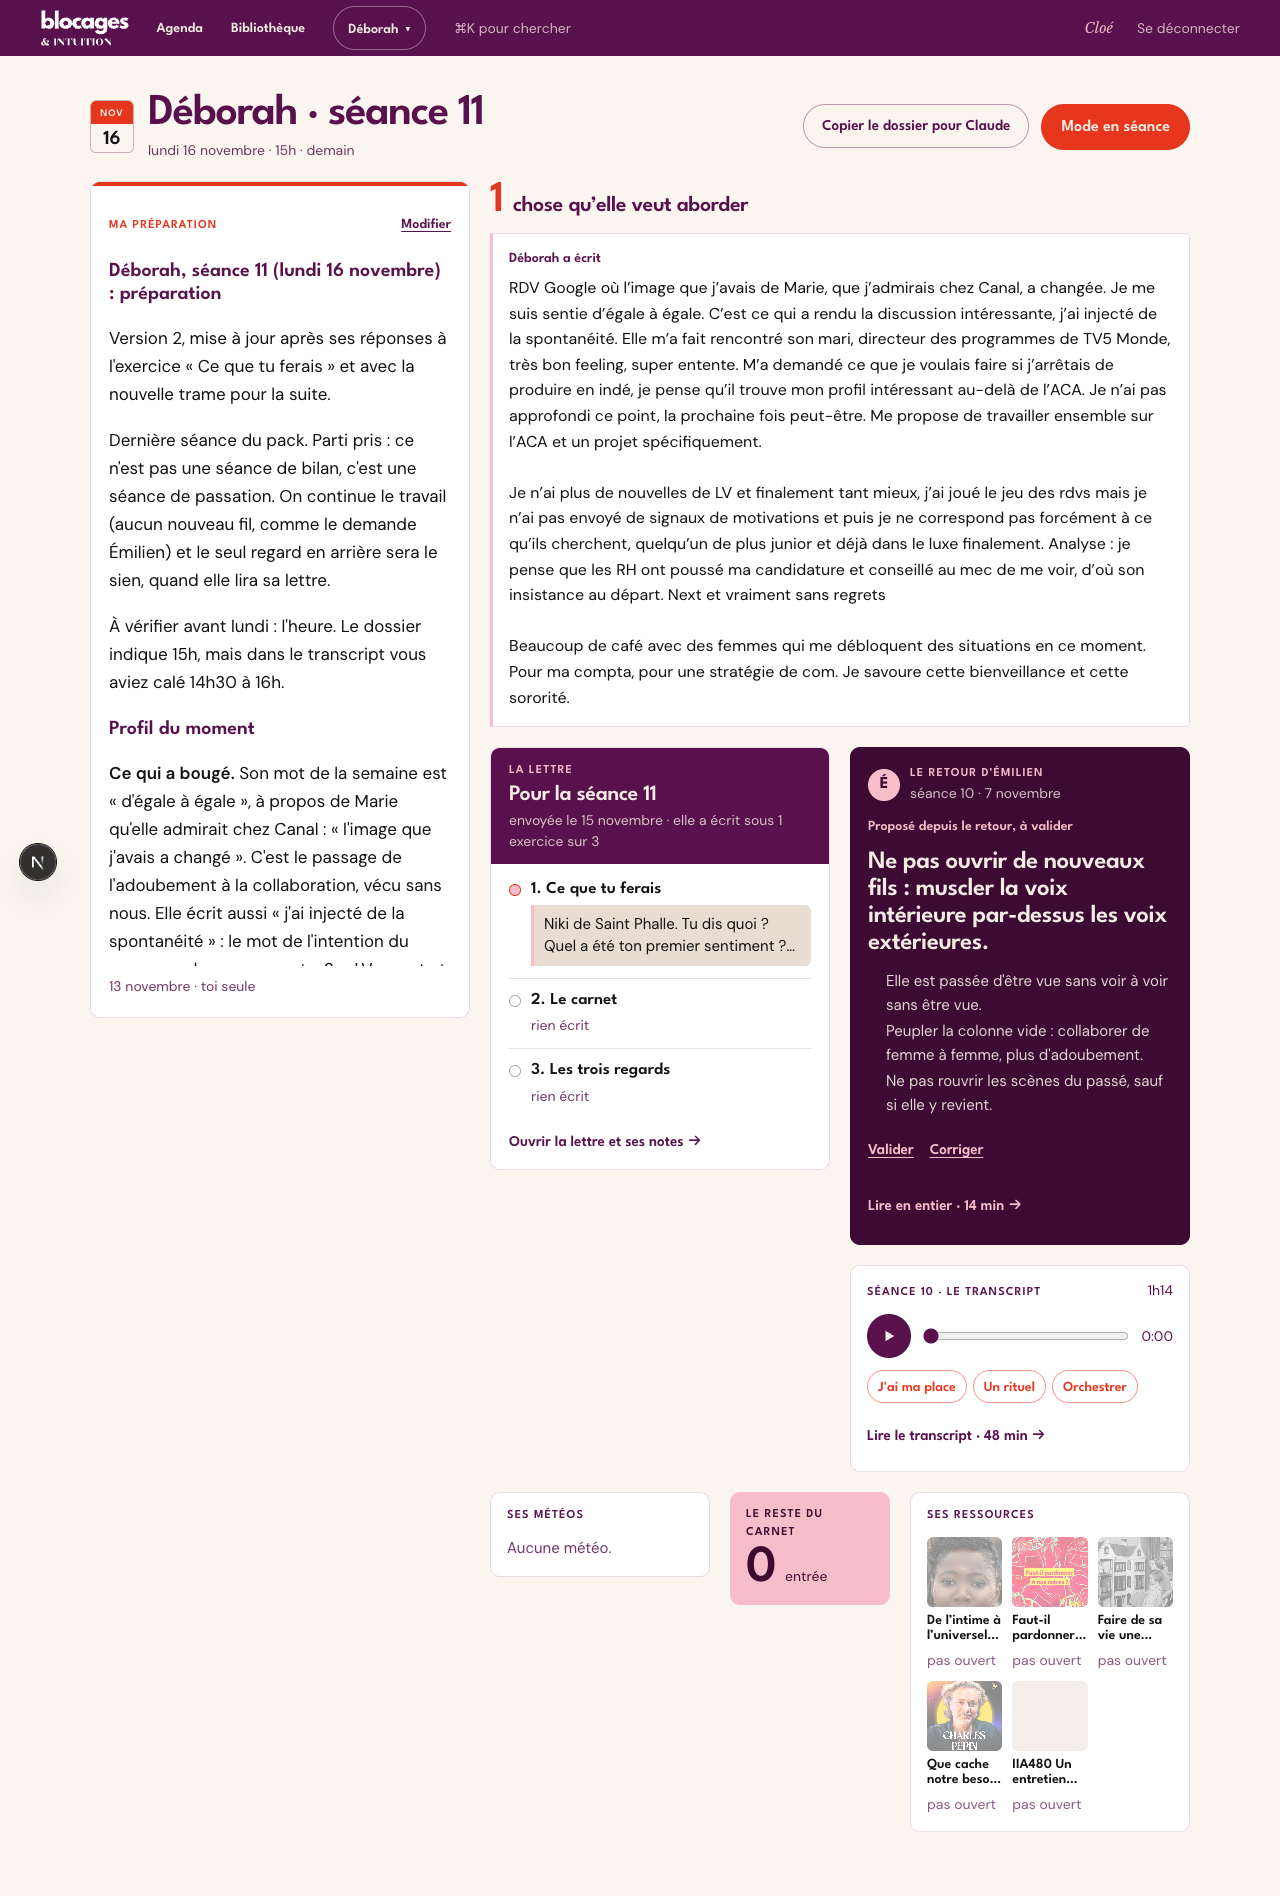 blocages
& INTUITION
Agenda
Bibliothèque
Déborah ▾
⌘K pour chercher
Cloé
Se déconnecter
NOV
16
Déborah · séance 11
lundi 16 novembre · 15h · demain
Copier le dossier pour Claude
Mode en séance
MA PRÉPARATION
Modifier
Déborah, séance 11 (lundi 16 novembre)
: préparation
Version 2, mise à jour après ses réponses à
l'exercice « Ce que tu ferais » et avec la
nouvelle trame pour la suite.
Dernière séance du pack. Parti pris : ce
n'est pas une séance de bilan, c'est une
séance de passation. On continue le travail
(aucun nouveau fil, comme le demande
Émilien) et le seul regard en arrière sera le
sien, quand elle lira sa lettre.
À vérifier avant lundi : l'heure. Le dossier
indique 15h, mais dans le transcript vous
aviez calé 14h30 à 16h.
Profil du moment
Ce qui a bougé. Son mot de la semaine est
« d'égale à égale », à propos de Marie
qu'elle admirait chez Canal : « l'image que
j'avais a changé ». C'est le passage de
l'adoubement à la collaboration, vécu sans
nous. Elle écrit aussi « j'ai injecté de la
spontanéité » : le mot de l'intention du
13 novembre · toi seule
1 chose qu’elle veut aborder
Déborah a écrit
RDV Google où l’image que j’avais de Marie, que j’admirais chez Canal, a changée. Je me
suis sentie d’égale à égale. C’est ce qui a rendu la discussion intéressante, j’ai injecté de
la spontanéité. Elle m’a fait rencontré son mari, directeur des programmes de TV5 Monde,
très bon feeling, super entente. M’a demandé ce que je voulais faire si j’arrêtais de
produire en indé, je pense qu’il trouve mon profil intéressant au-delà de l’ACA. Je n’ai pas
approfondi ce point, la prochaine fois peut-être. Me propose de travailler ensemble sur
l’ACA et un projet spécifiquement.
Je n’ai plus de nouvelles de LV et finalement tant mieux, j’ai joué le jeu des rdvs mais je
n’ai pas envoyé de signaux de motivations et puis je ne correspond pas forcément à ce
qu’ils cherchent, quelqu’un de plus junior et déjà dans le luxe finalement. Analyse : je
pense que les RH ont poussé ma candidature et conseillé au mec de me voir, d’où son
insistance au départ. Next et vraiment sans regrets
Beaucoup de café avec des femmes qui me débloquent des situations en ce moment.
Pour ma compta, pour une stratégie de com. Je savoure cette bienveillance et cette
sororité.
LA LETTRE
Pour la séance 11
envoyée le 15 novembre · elle a écrit sous 1
exercice sur 3
1. Ce que tu ferais
Niki de Saint Phalle. Tu dis quoi ?
Quel a été ton premier sentiment ?…
2. Le carnet
rien écrit
3. Les trois regards
rien écrit
Ouvrir la lettre et ses notes →
É
LE RETOUR D’ÉMILIEN
séance 10 · 7 novembre
Proposé depuis le retour, à valider
Ne pas ouvrir de nouveaux
fils : muscler la voix
intérieure par-dessus les voix
extérieures.
Elle est passée d'être vue sans voir à voir
sans être vue.
Peupler la colonne vide : collaborer de
femme à femme, plus d'adoubement.
Ne pas rouvrir les scènes du passé, sauf
si elle y revient.
Valider
Corriger
Lire en entier · 14 min →
SÉANCE 10 · LE TRANSCRIPT
1h14
0:00
J'ai ma place
Un rituel
Orchestrer
Lire le transcript · 48 min →
SES MÉTÉOS
Aucune météo.
LE RESTE DU
CARNET
0 entrée
SES RESSOURCES
De l’intime à
l’universel…
pas ouvert
Faut-il pardonner
à nos mères ?
Faut-il
pardonner…
pas ouvert
Faire de sa
vie une…
pas ouvert
CHARLES
PÉPIN
Que cache
notre beso…
pas ouvert
IIA480 Un
entretien…
pas ouvert
N